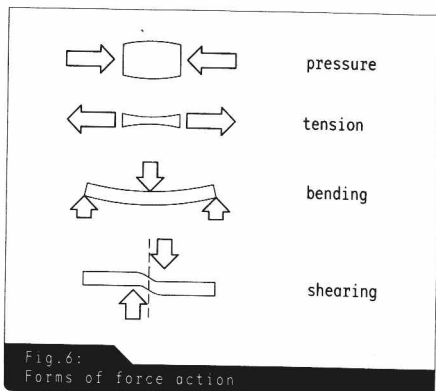 pressure
tension
bending
shearing
Fig.6:
Forms of force action